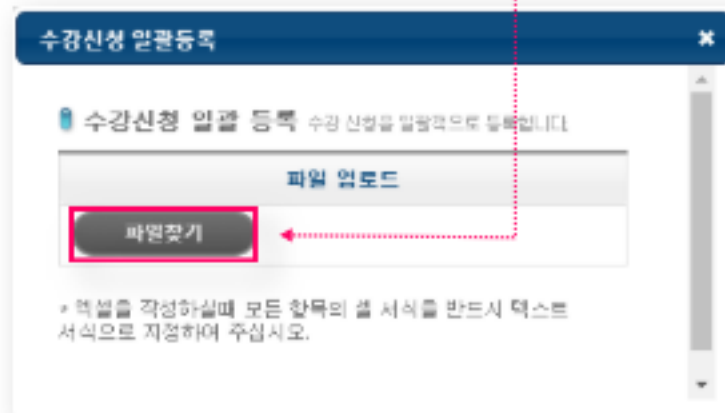 수강신청 일괄등록
수강신청 일괄 등록 수강 신청을 일괄적으로 등록합니다.
파일 업로드
파일찾기
* 엑셀을 작성하실때 모든 항목의 셀 서식을 반드시 텍스트
서식으로 지정하여 주십시오.